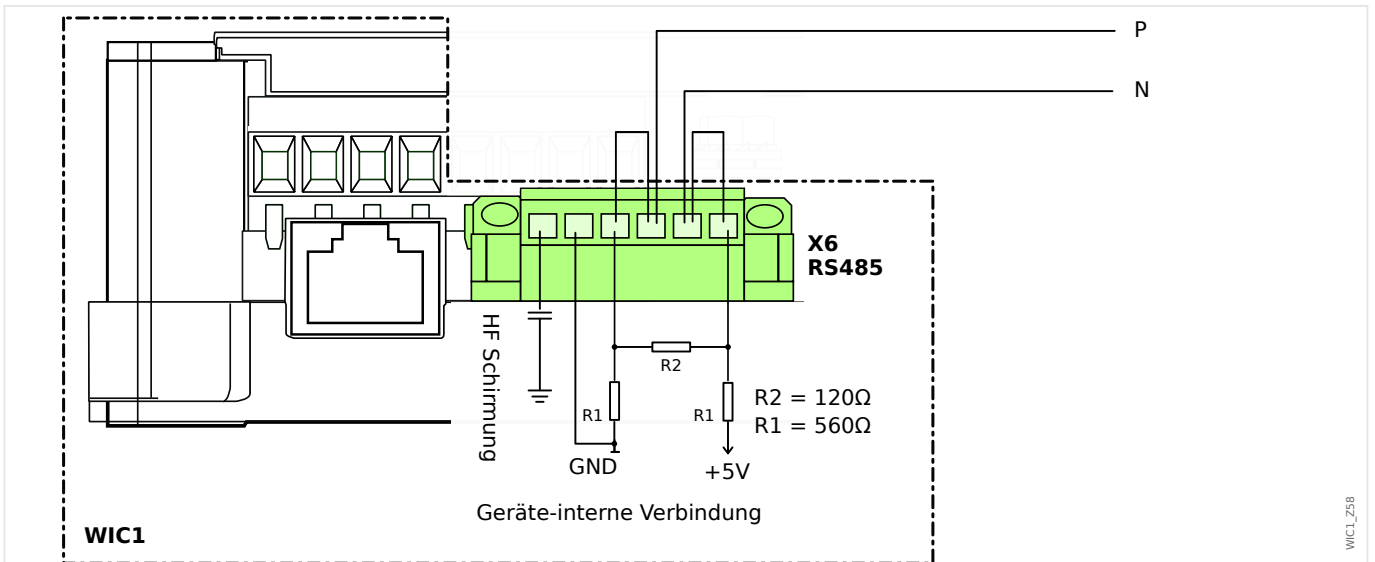 P
N
X6
RS485
HF Schirmung
R2
R1
R1
R2 = 120Ω
R1 = 560Ω
GND
+5V
Geräte-interne Verbindung
WIC1
WIC1_Z58